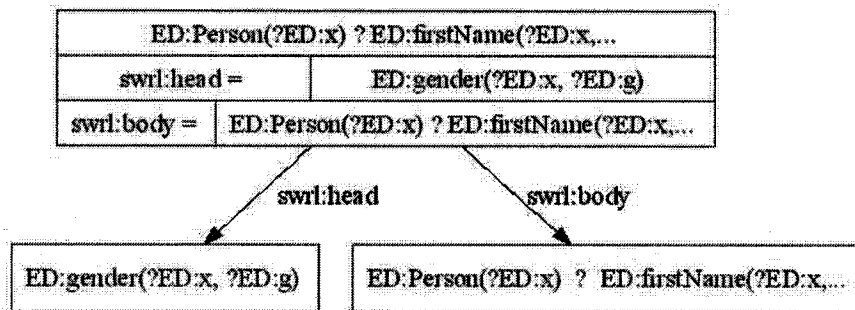 ED:Person(?ED:x) ? ED:firstName(?ED:x,...
swrl:head = ED:gender(?ED:x, ?ED:g)
swrl:body = ED:Person(?ED:x) ? ED:firstName(?ED:x,...
swrl:head swrl:body
ED:gender(?ED:x, ?ED:g) ED:Person(?ED:x) ? ED:firstName(?ED:x,...